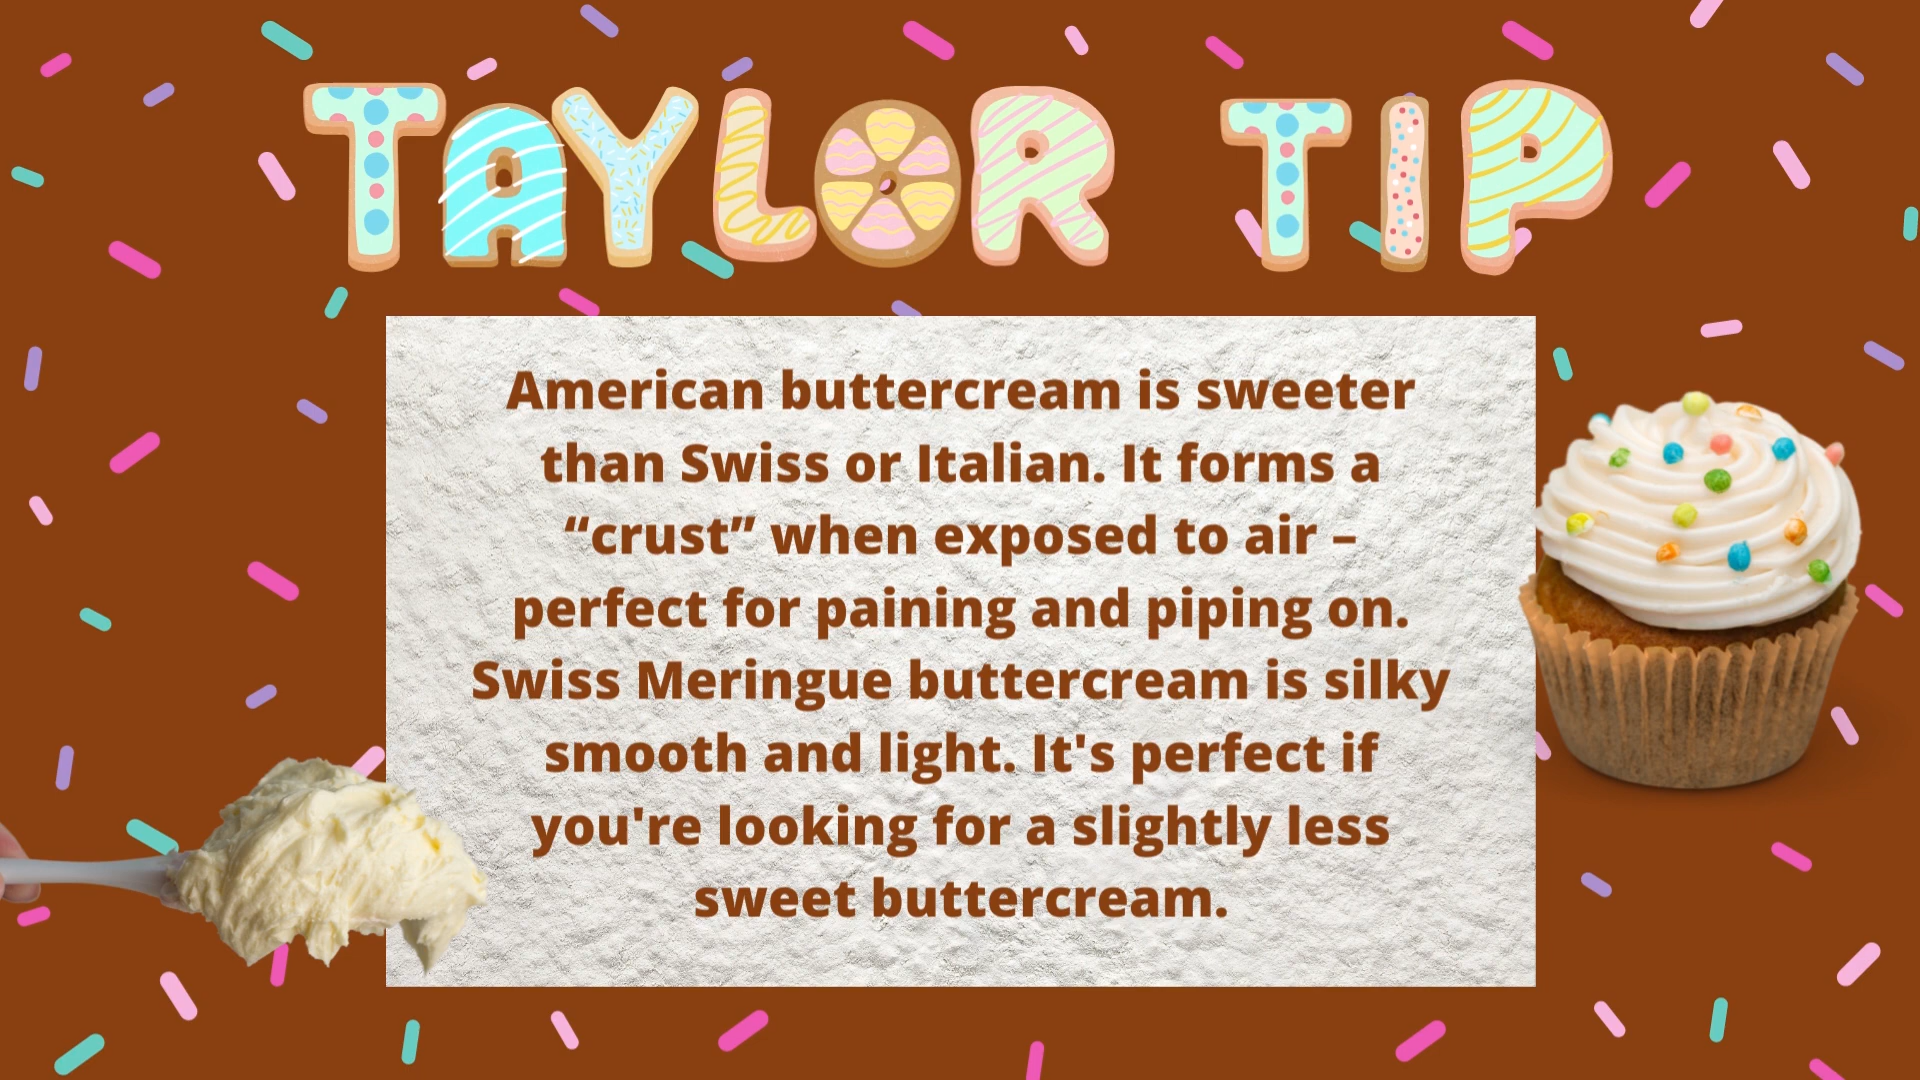 TAYLOR TIP
American buttercream is sweeter
than Swiss or Italian. It forms a
“crust” when exposed to air –
perfect for paining and piping on.
Swiss Meringue buttercream is silky
smooth and light. It's perfect if
you're looking for a slightly less
sweet buttercream.